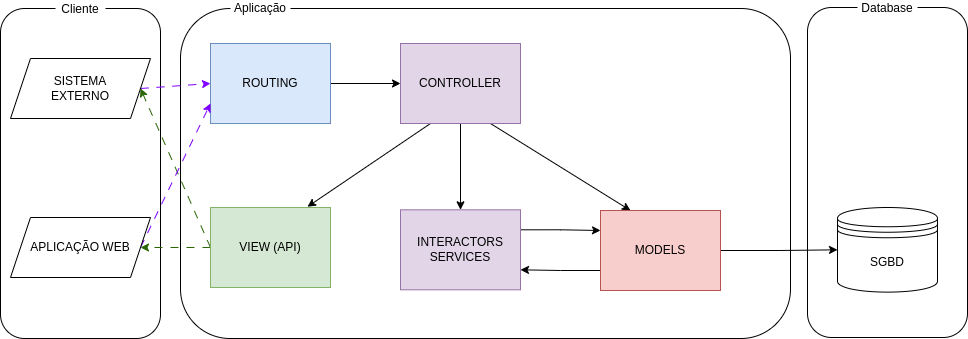 Cliente
Aplicação
Database
SISTEMA
EXTERNO
ROUTING
CONTROLLER
APLICAÇÃO WEB
VIEW (API)
INTERACTORS
SERVICES
MODELS
SGBD